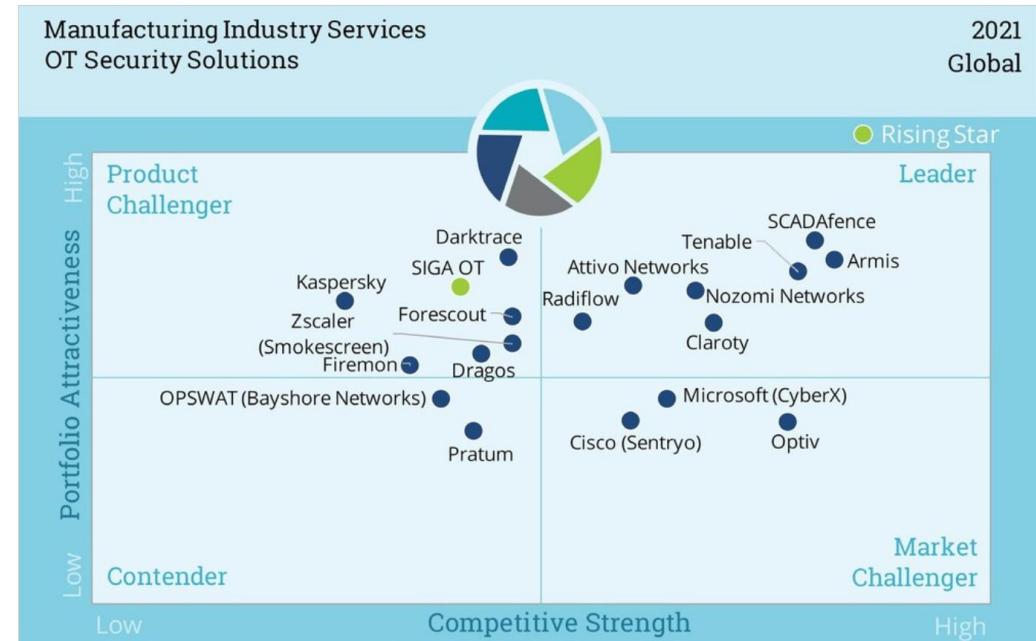 Manufacturing Industry Services
OT Security Solutions
2021
Global
Rising Star
High
Product
Challenger
Leader
SCADAfence
Darktrace
Tenable
Armis
SIGA OT
Attivo Networks
Kaspersky
Radiflow
Nozomi Networks
Forescout
Zscaler
(Smokescreen)
Claroty
Firemon
Dragos
Portfolio Attractiveness
OPSWAT (Bayshore Networks)
Microsoft (CyberX)
Pratum
Cisco (Sentryo)
Optiv
Low
Contender
Market
Challenger
Low
Competitive Strength
High